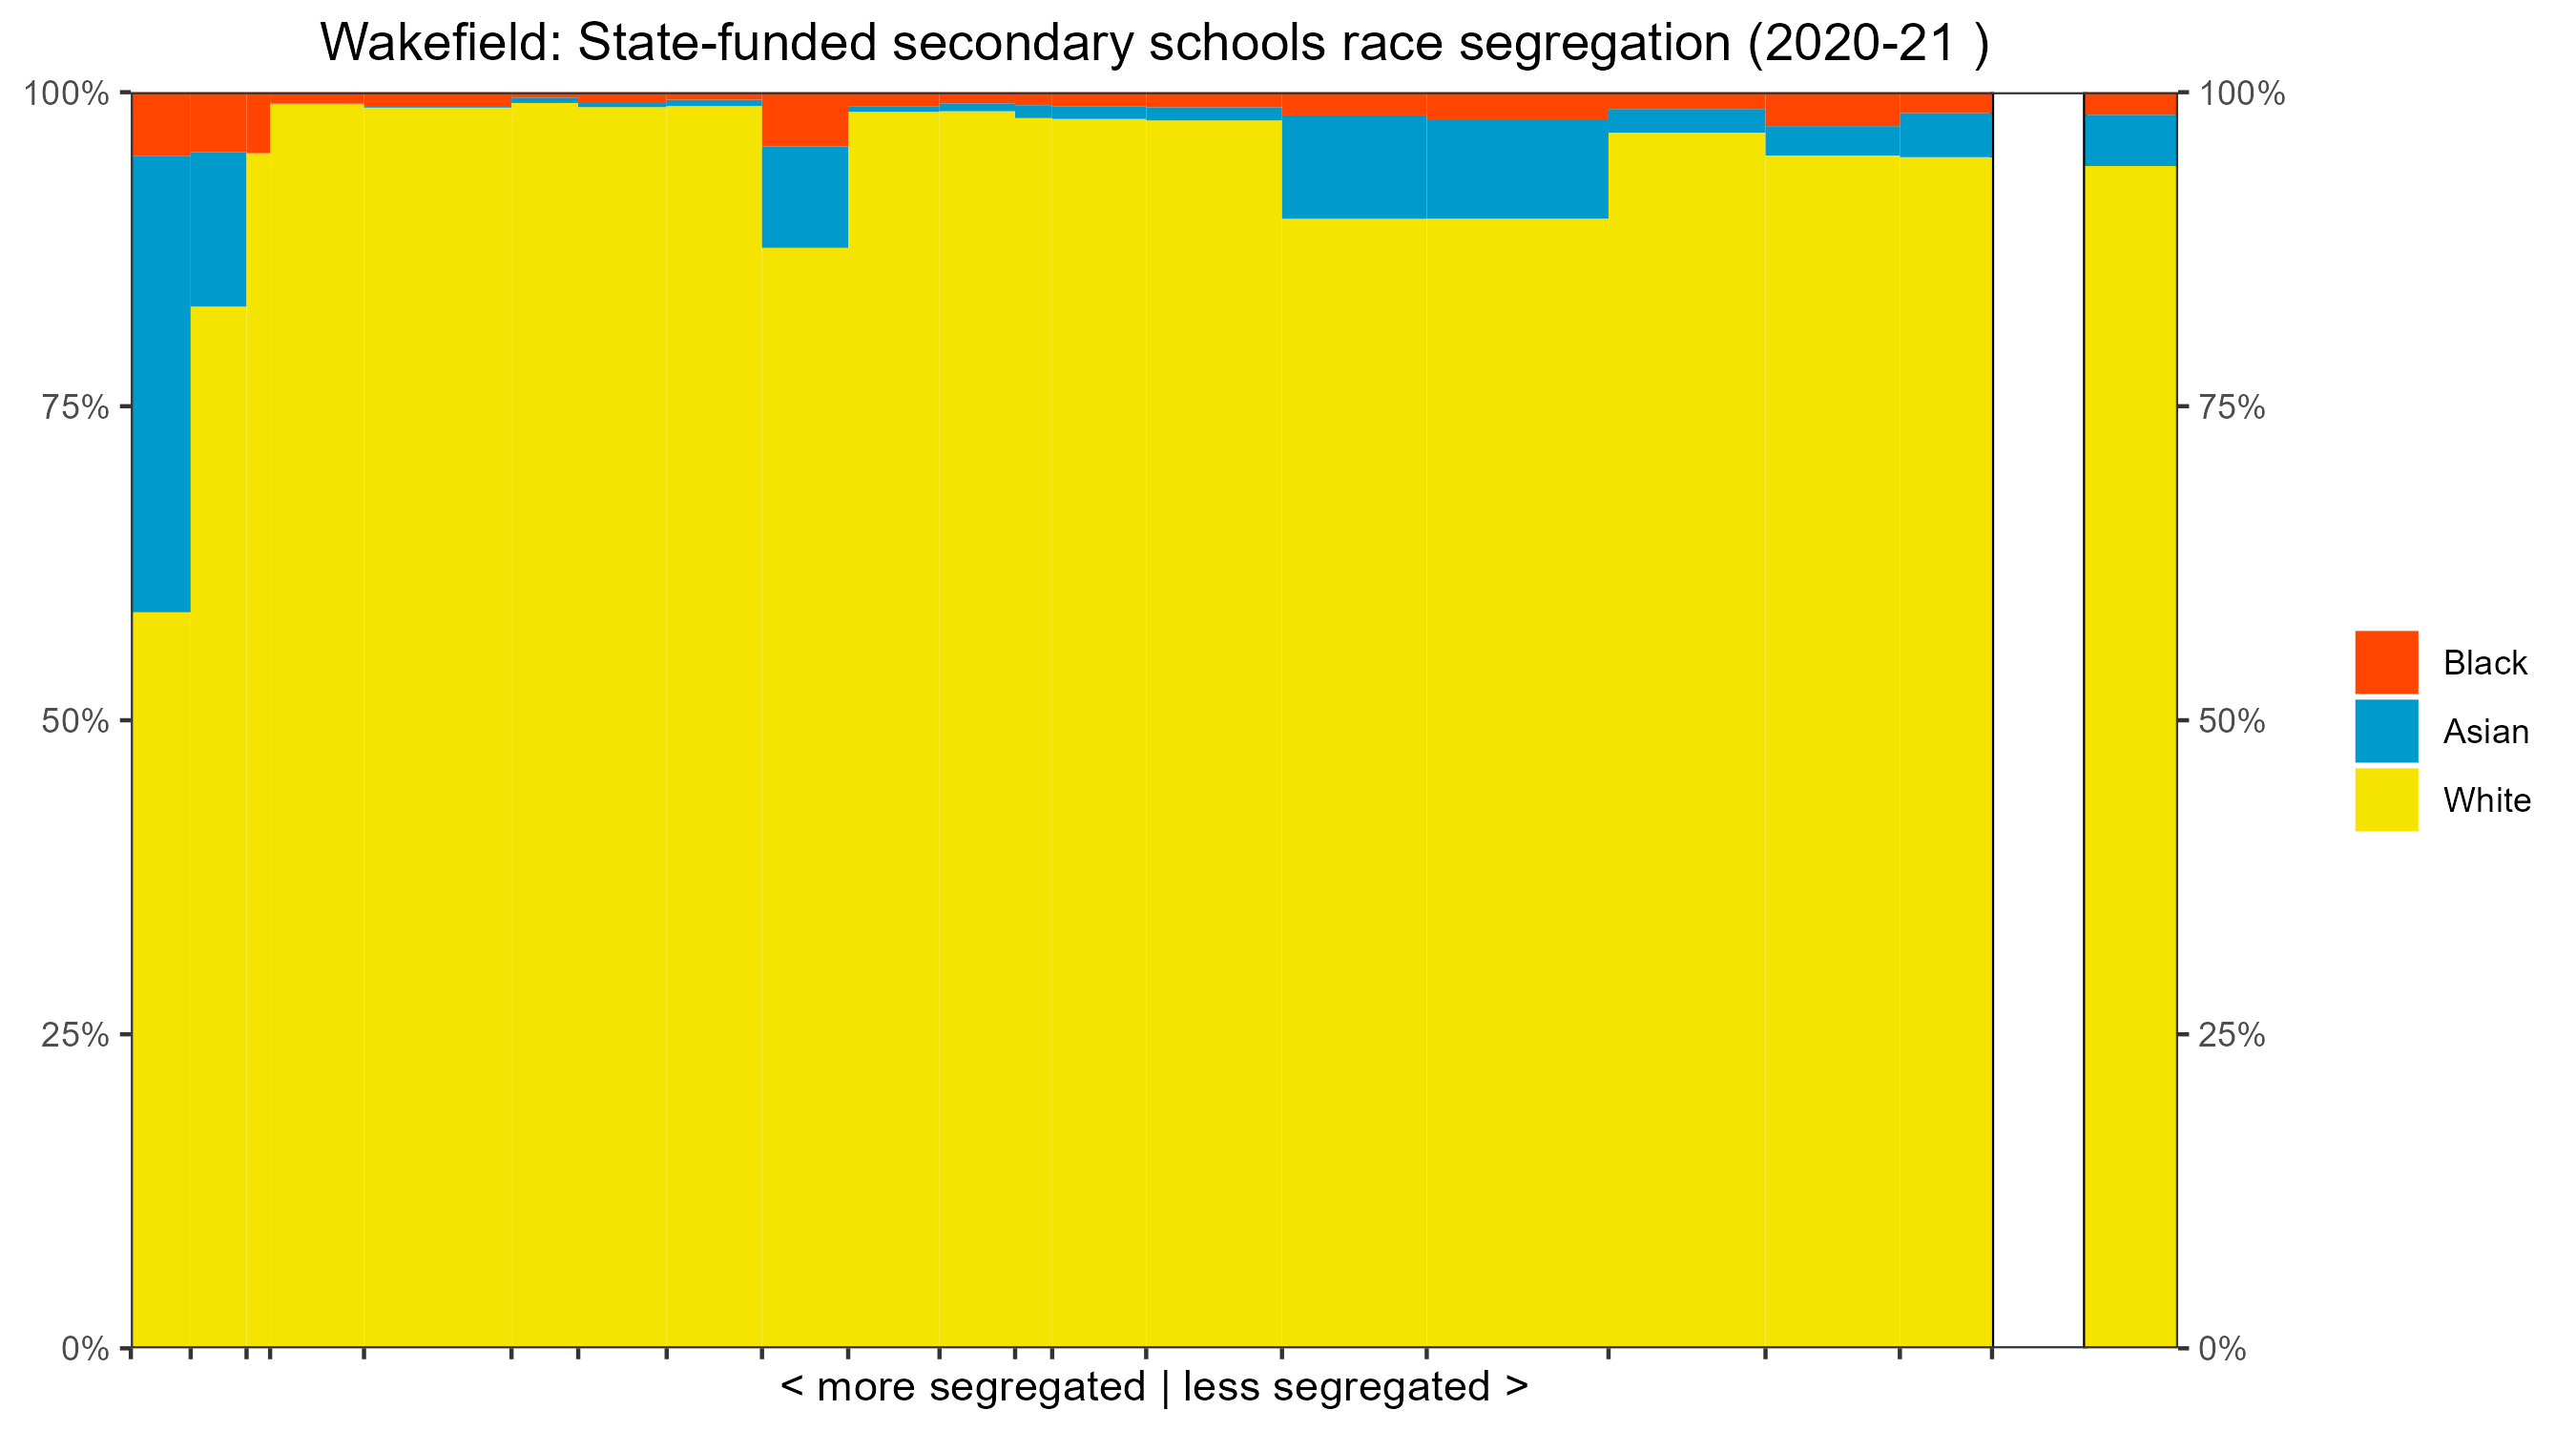 Wakefield: State-funded secondary schools race segregation (2020-21 )
100%
75%
50%
25%
0%
100%
75%
50%
25%
0%
< more segregated | less segregated >
Black
Asian
White